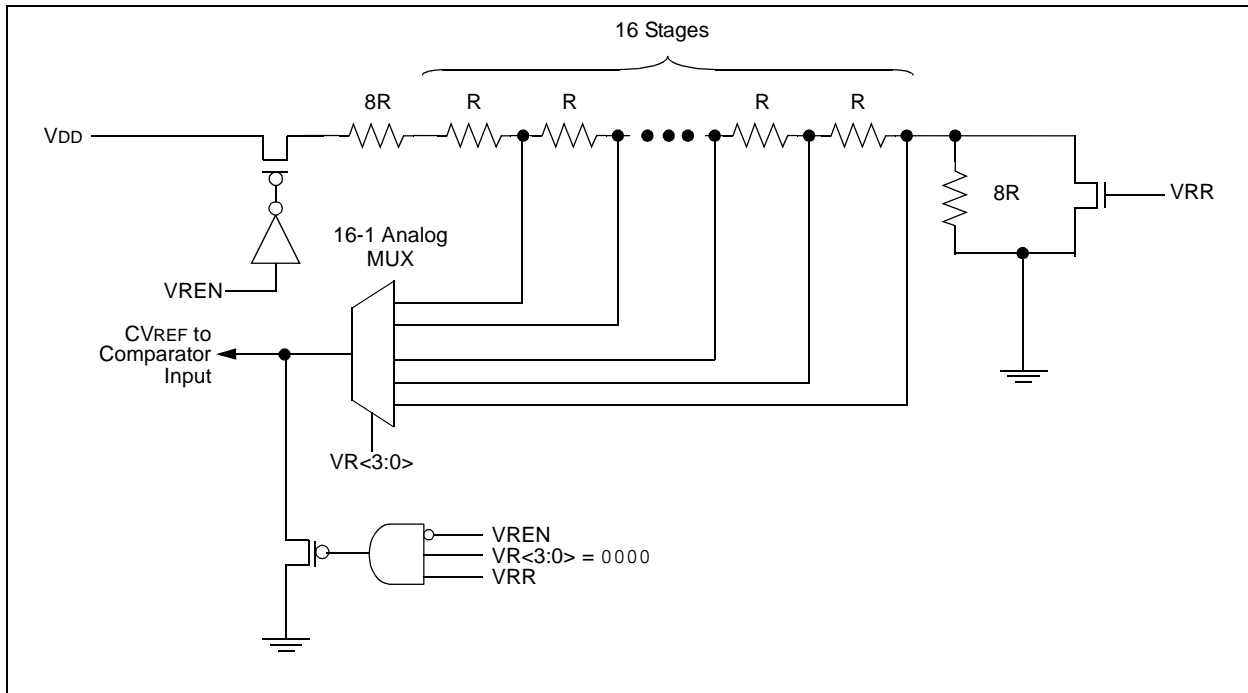 16 Stages
8R
R
R
R
R
VDD
8R
VRR
16-1 Analog
MUX
VREN
CVREF to
Comparator
Input
VR<3:0>
VREN
VR<3:0> = 0000
VRR